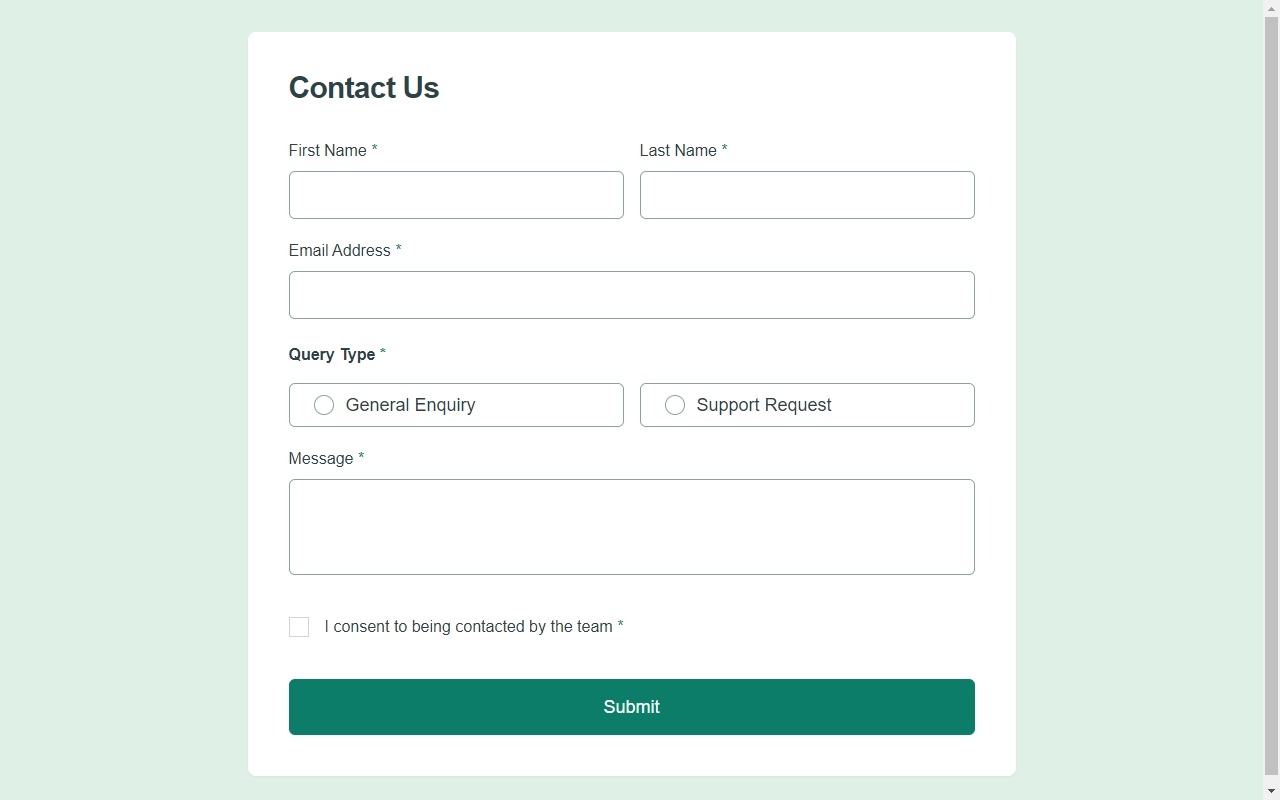 Contact Us
First Name * Last Name *
Email Address *
Query Type *
General Enquiry Support Request
Message *
I consent to being contacted by the team *
Submit